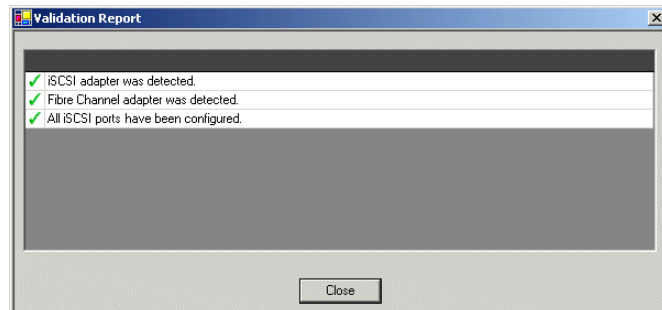 Validation Report
iSCSI adapter was detected.
Fibre Channel adapter was detected.
All iSCSI ports have been configured.
Close